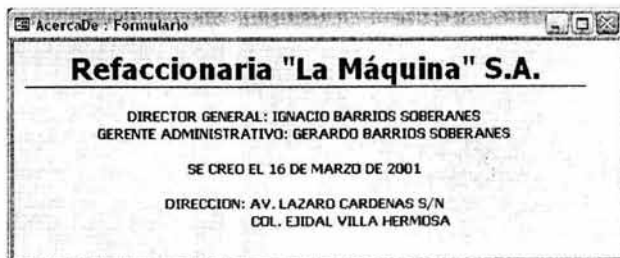 AcercaDe : Formulario
Refaccionaria "La Máquina" S.A.
DIRECTOR GENERAL: IGNACIO BARRIOS SOBERANES
GERENTE ADMINISTRATIVO: GERARDO BARRIOS SOBERANES
SE CREO EL 16 DE MARZO DE 2001
DIRECCION: AV. LAZARO CARDENAS S/N
COL. EJIDAL VILLA HERMOSA